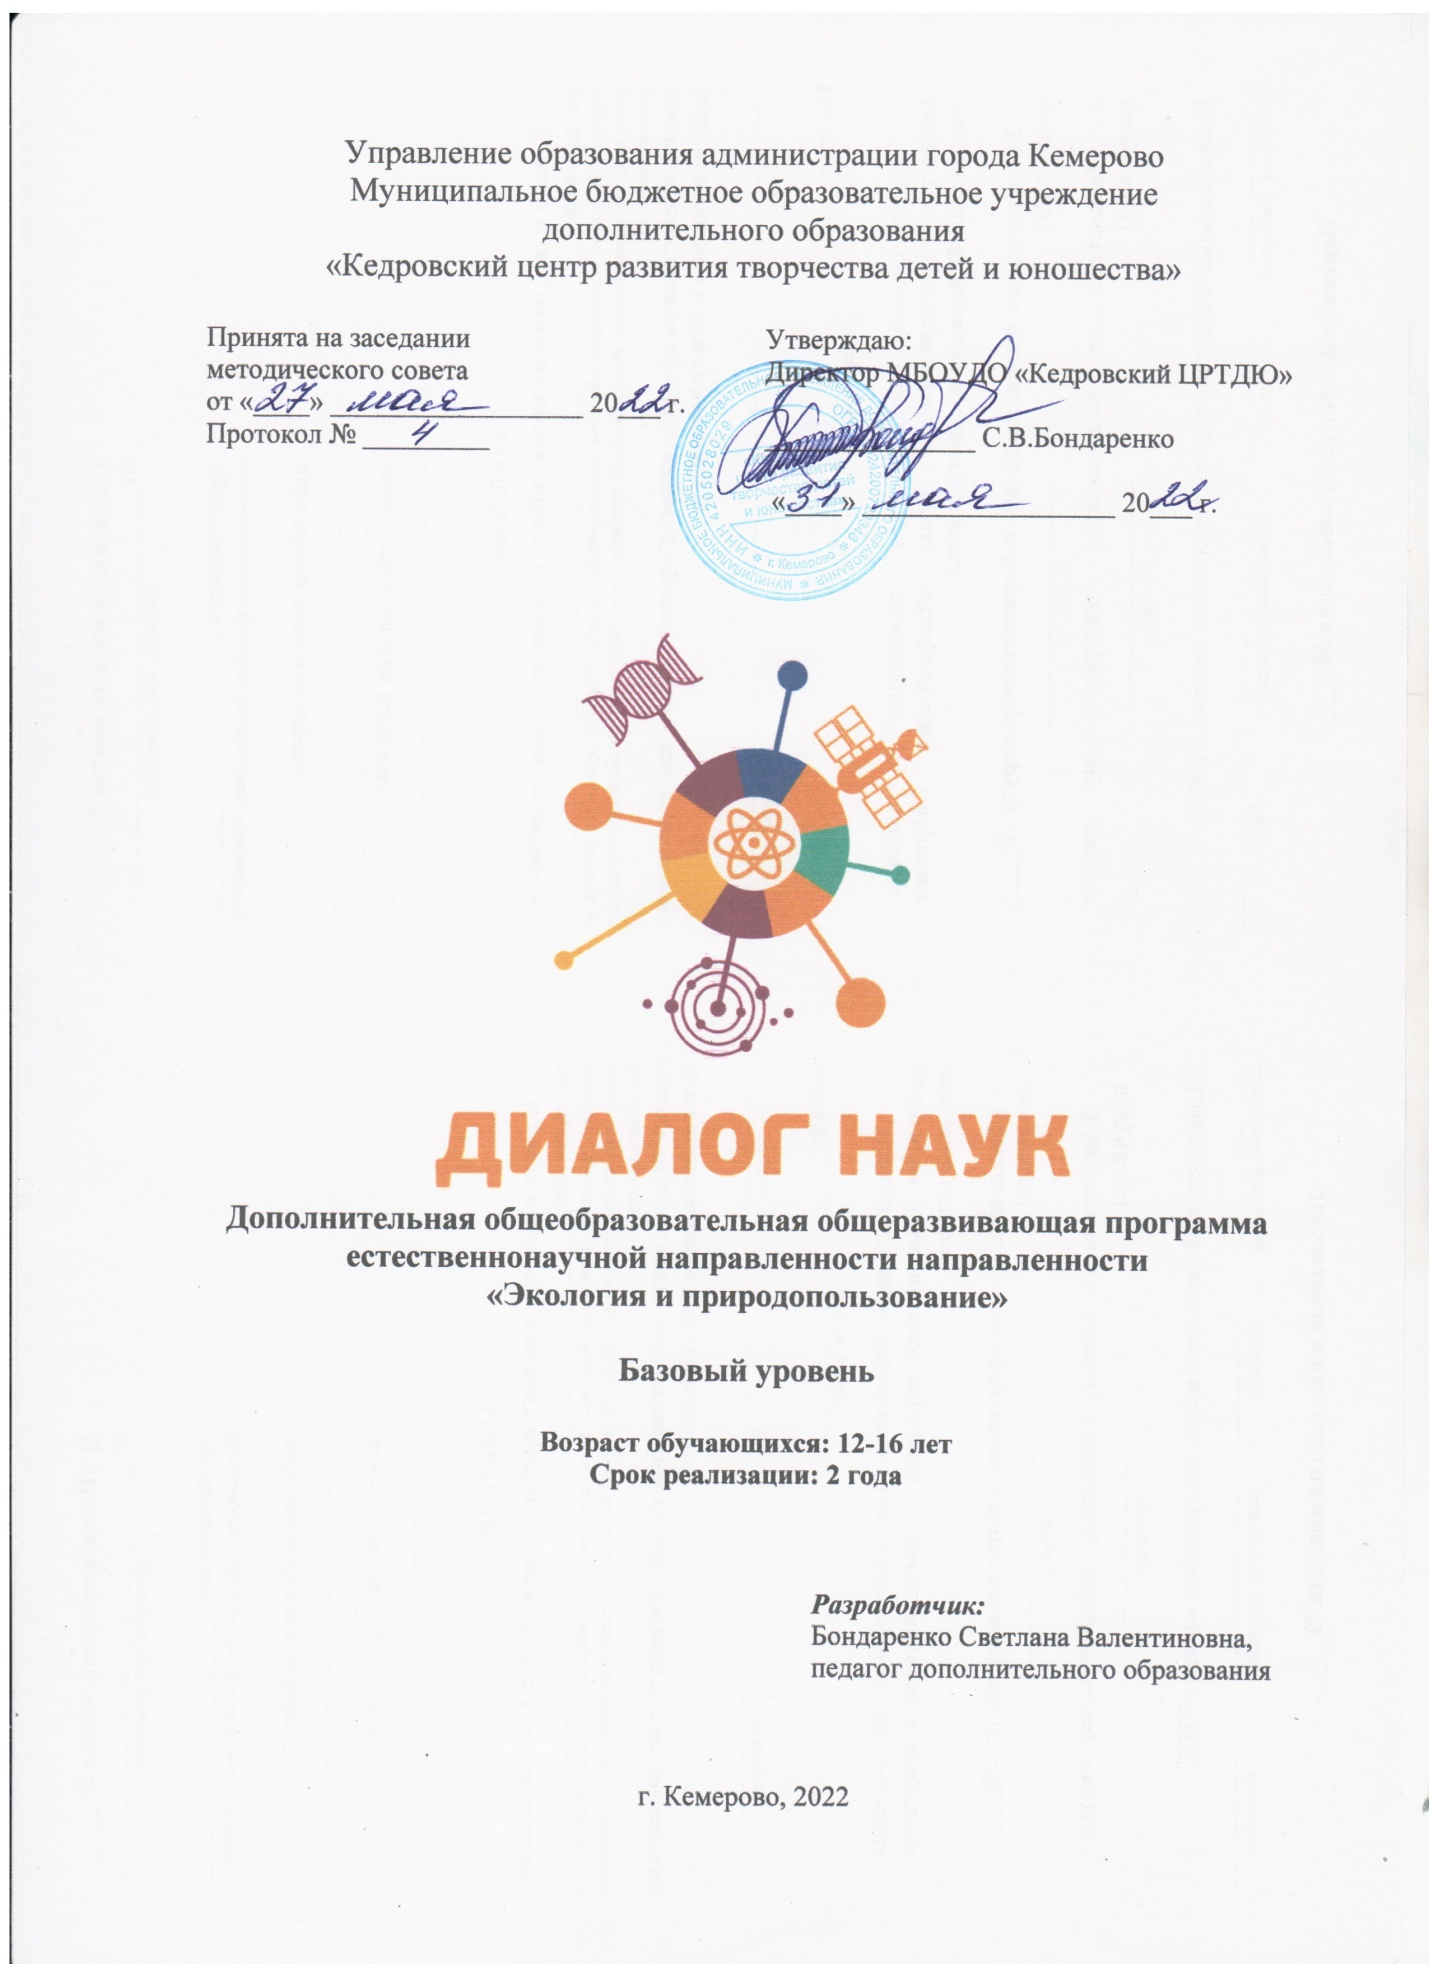 Управление образования администрации города Кемерово
Муниципальное бюджетное образовательное учреждение
дополнительного образования
«Кедровский центр развития творчества детей и юношества»
Принята на заседании
методического совета
от «27» мая 2022г.
Протокол № 4
Утверждаю:
Директор МБОУДО «Кедровский ЦРТДЮ»
С.В.Бондаренко
«31» мая 2022г.
ИНН 4205028029
г. Кемерово
ДИАЛОГ НАУК
Дополнительная общеобразовательная общеразвивающая программа
естественнонаучной направленности направленности
«Экология и природопользование»
Базовый уровень
Возраст обучающихся: 12-16 лет
Срок реализации: 2 года
Разработчик:
Бондаренко Светлана Валентиновна,
педагог дополнительного образования
г. Кемерово, 2022